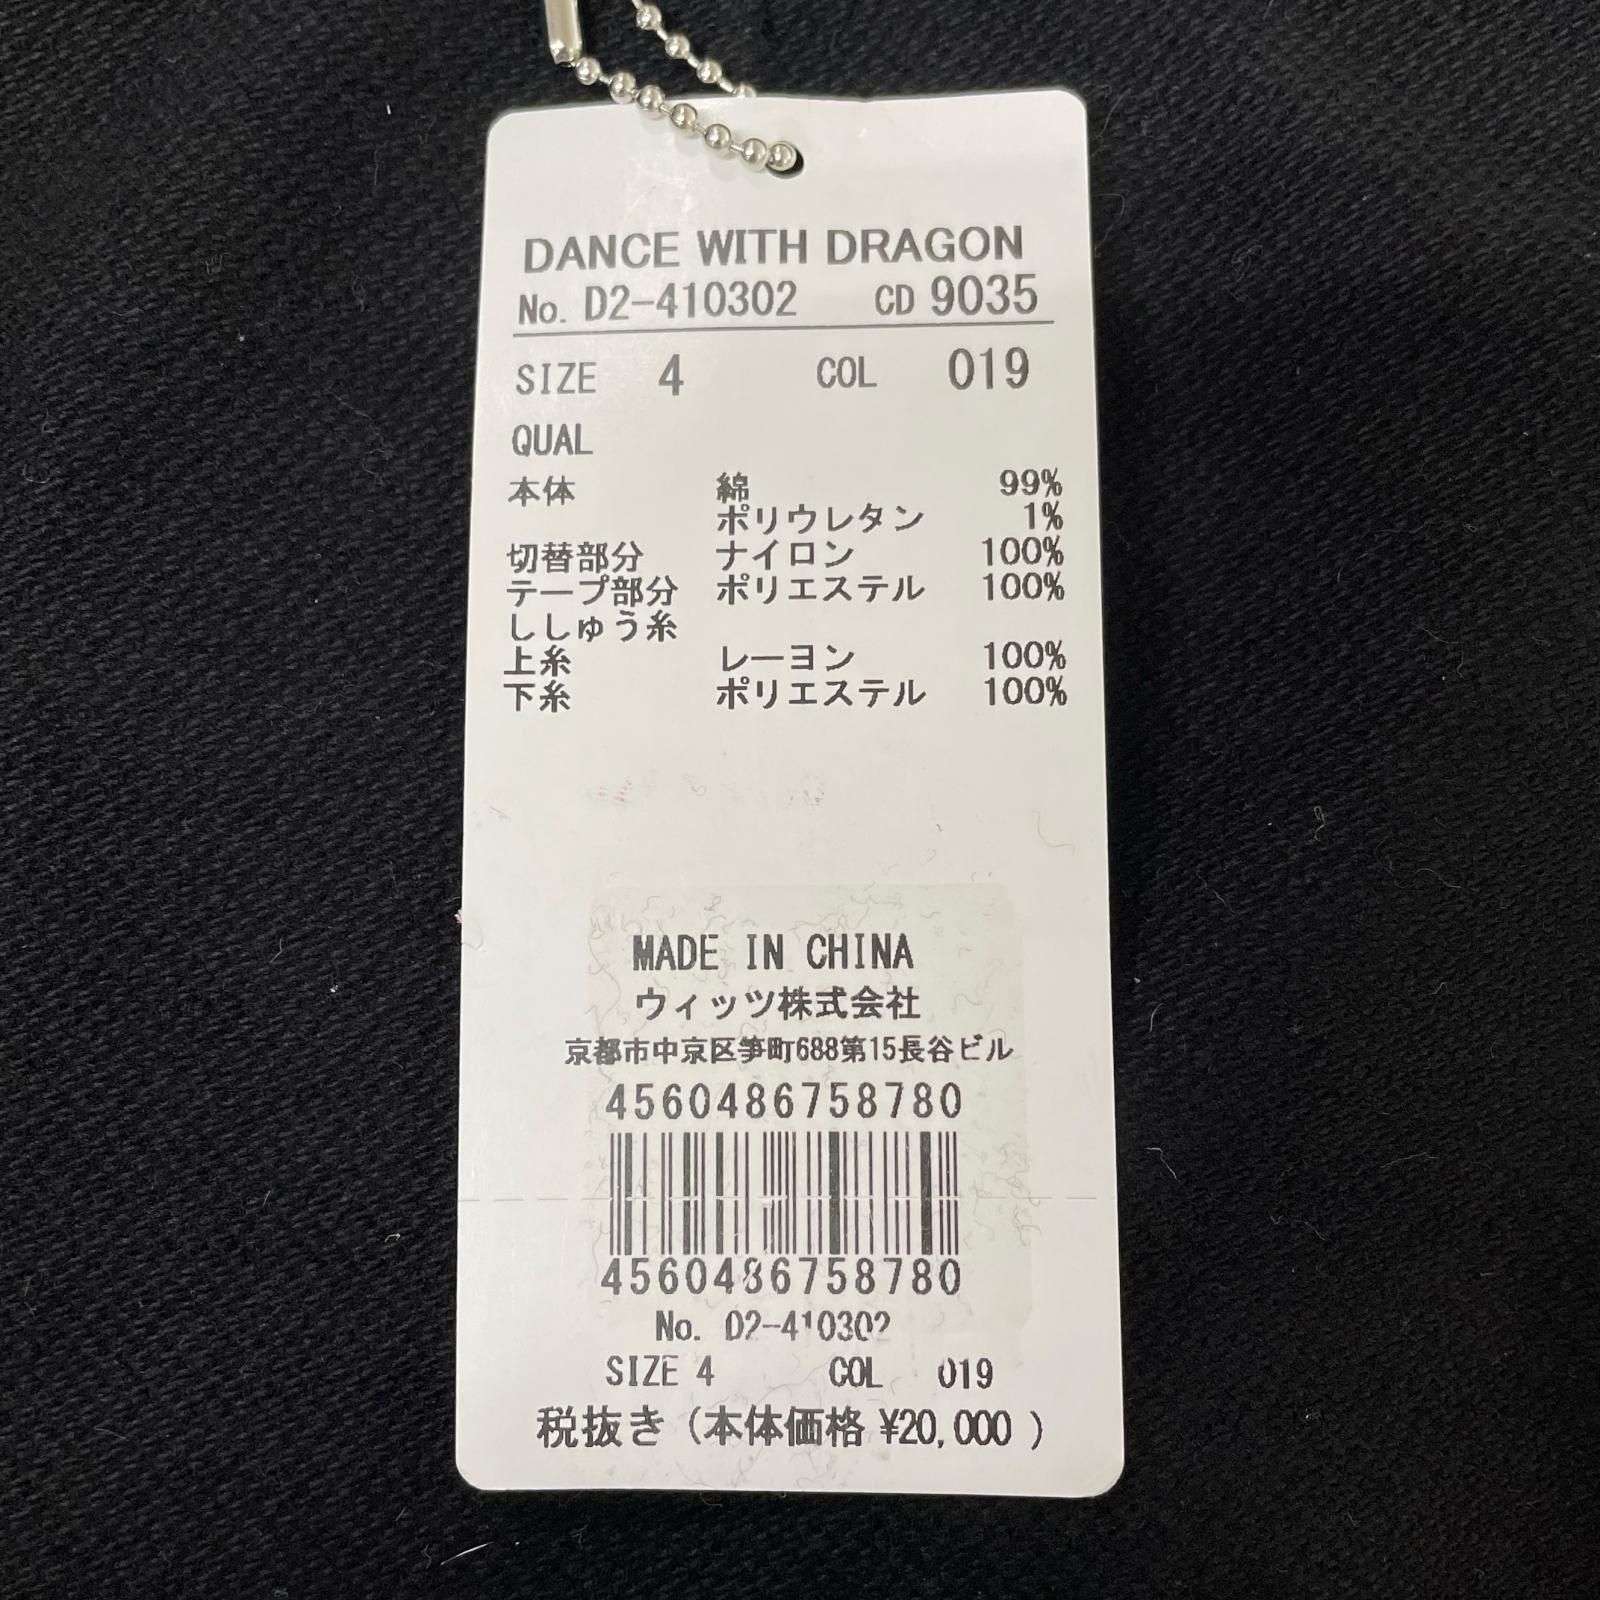 DANCE WITH DRAGON
No. D2-410302 CD 9035
SIZE 4 COL 019
QUAL
本体 綿 99%
ポリウレタン 1%
切替部分 ナイロン 100%
テープ部分 ポリエステル 100%
ししゅう糸
上糸 レーヨン 100%
下糸 ポリエステル 100%
MADE IN CHINA
ウィッツ株式会社
京都市中京区笋町688第15長谷ビル
4560486758780
4560486758780
No. D2-410302
SIZE 4 COL 019
税抜き (本体価格 ¥20,000 )